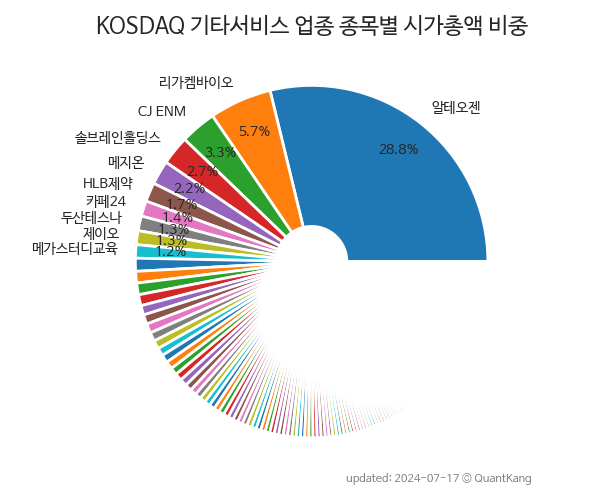 KOSDAQ 기타서비스 업종 종목별 시가총액 비중
리가켐바이오
알테오젠
CJ ENM
5.7%
솔브레인홀딩스
28.8%
3.3%
메지온
2.7%
HLB제약
2.2%
카페24
1.7%
두산테스나
1.4%
제이오
1.3%
1.3%
메가스터디교육
1.2%
updated: 2024-07-17 © QuantKang